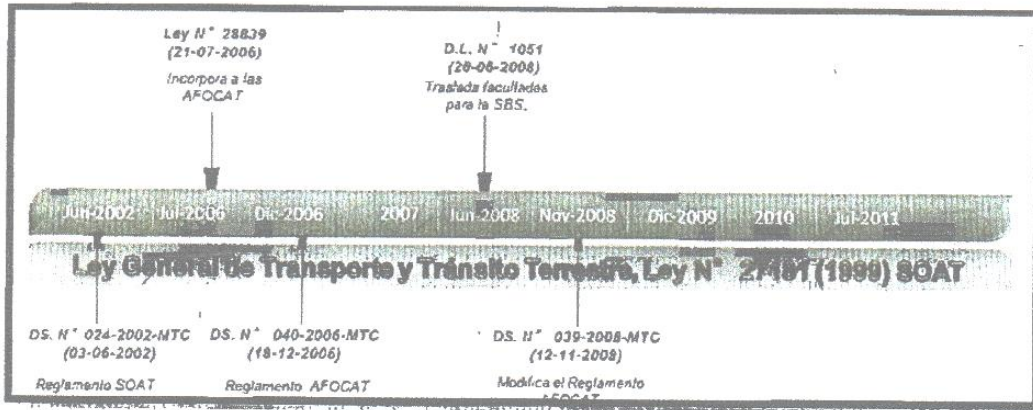 Ley N° 28839
(21-07-2006)
Incorpora a las
AFOCAT
D.L. N° 1051
(26-06-2008)
Traslada facultades
para la SBS.
Jun-2002 Jul-2006 Dic-2006 2007 Jun-2008 Nov-2008 Dic-2009 2010 Jul-2011
Ley General de Transporte y Tránsito Terrestre, Ley N° 27181 (1999) SOAT
DS. N° 024-2002-MTC
(03-06-2002)
Reglamento SOAT
DS. N° 040-2006-MTC
(18-12-2006)
Reglamento AFOCAT
DS. N° 039-2008-MTC
(12-11-2008)
Modifica el Reglamento
AFOCAT